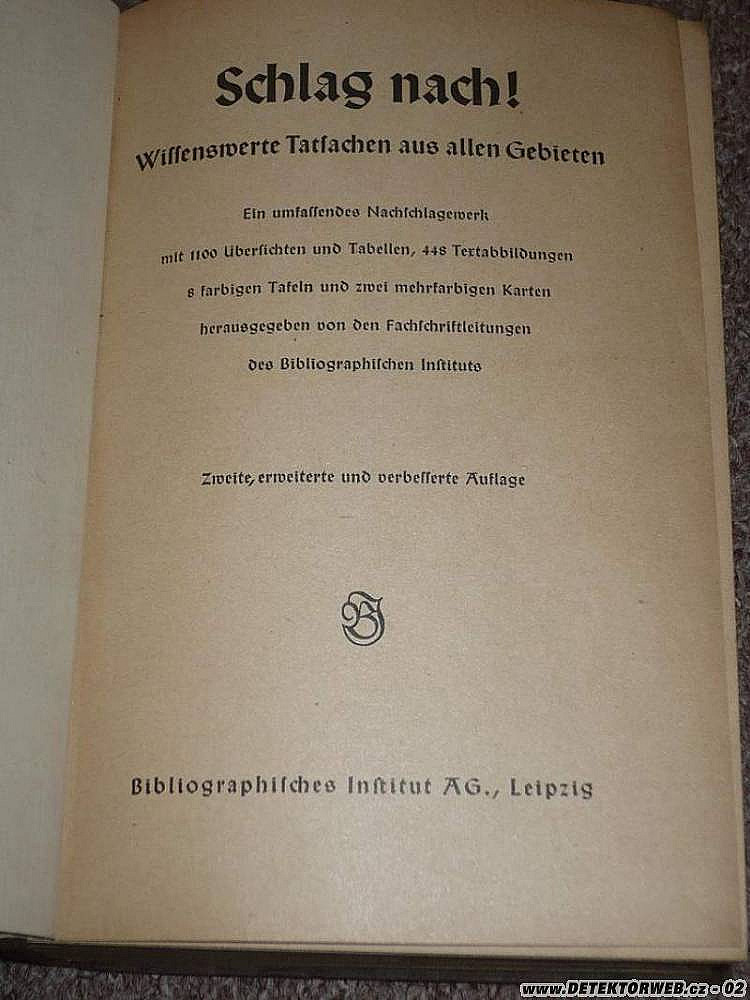 Schlag nach!
Wiſſenswerte Tatſachen aus allen Gebieten
Ein umfaſſendes Nachſchlagewerk
mit 1100 Überſichten und Tabellen, 448 Textabbildungen
8 farbigen Tafeln und zwei mehrfarbigen Karten
herausgegeben von den Fachſchriftleitungen
des Bibliographiſchen Inſtituts
Zweite, erweiterte und verbeſſerte Auflage
BI
Bibliographiſches Inſtitut AG., Leipzig
www.DETEKTORWEB.cz - 02